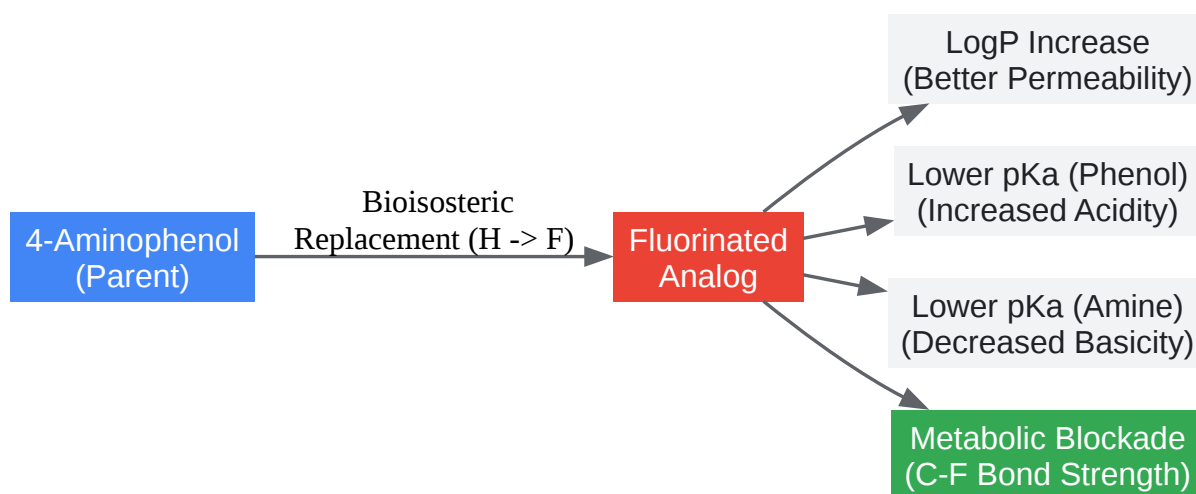 4-Aminophenol
(Parent)
Bioisosteric
Replacement (H -> F)
Fluorinated
Analog
LogP Increase
(Better Permeability)
Lower pKa (Phenol)
(Increased Acidity)
Lower pKa (Amine)
(Decreased Basicity)
Metabolic Blockade
(C-F Bond Strength)